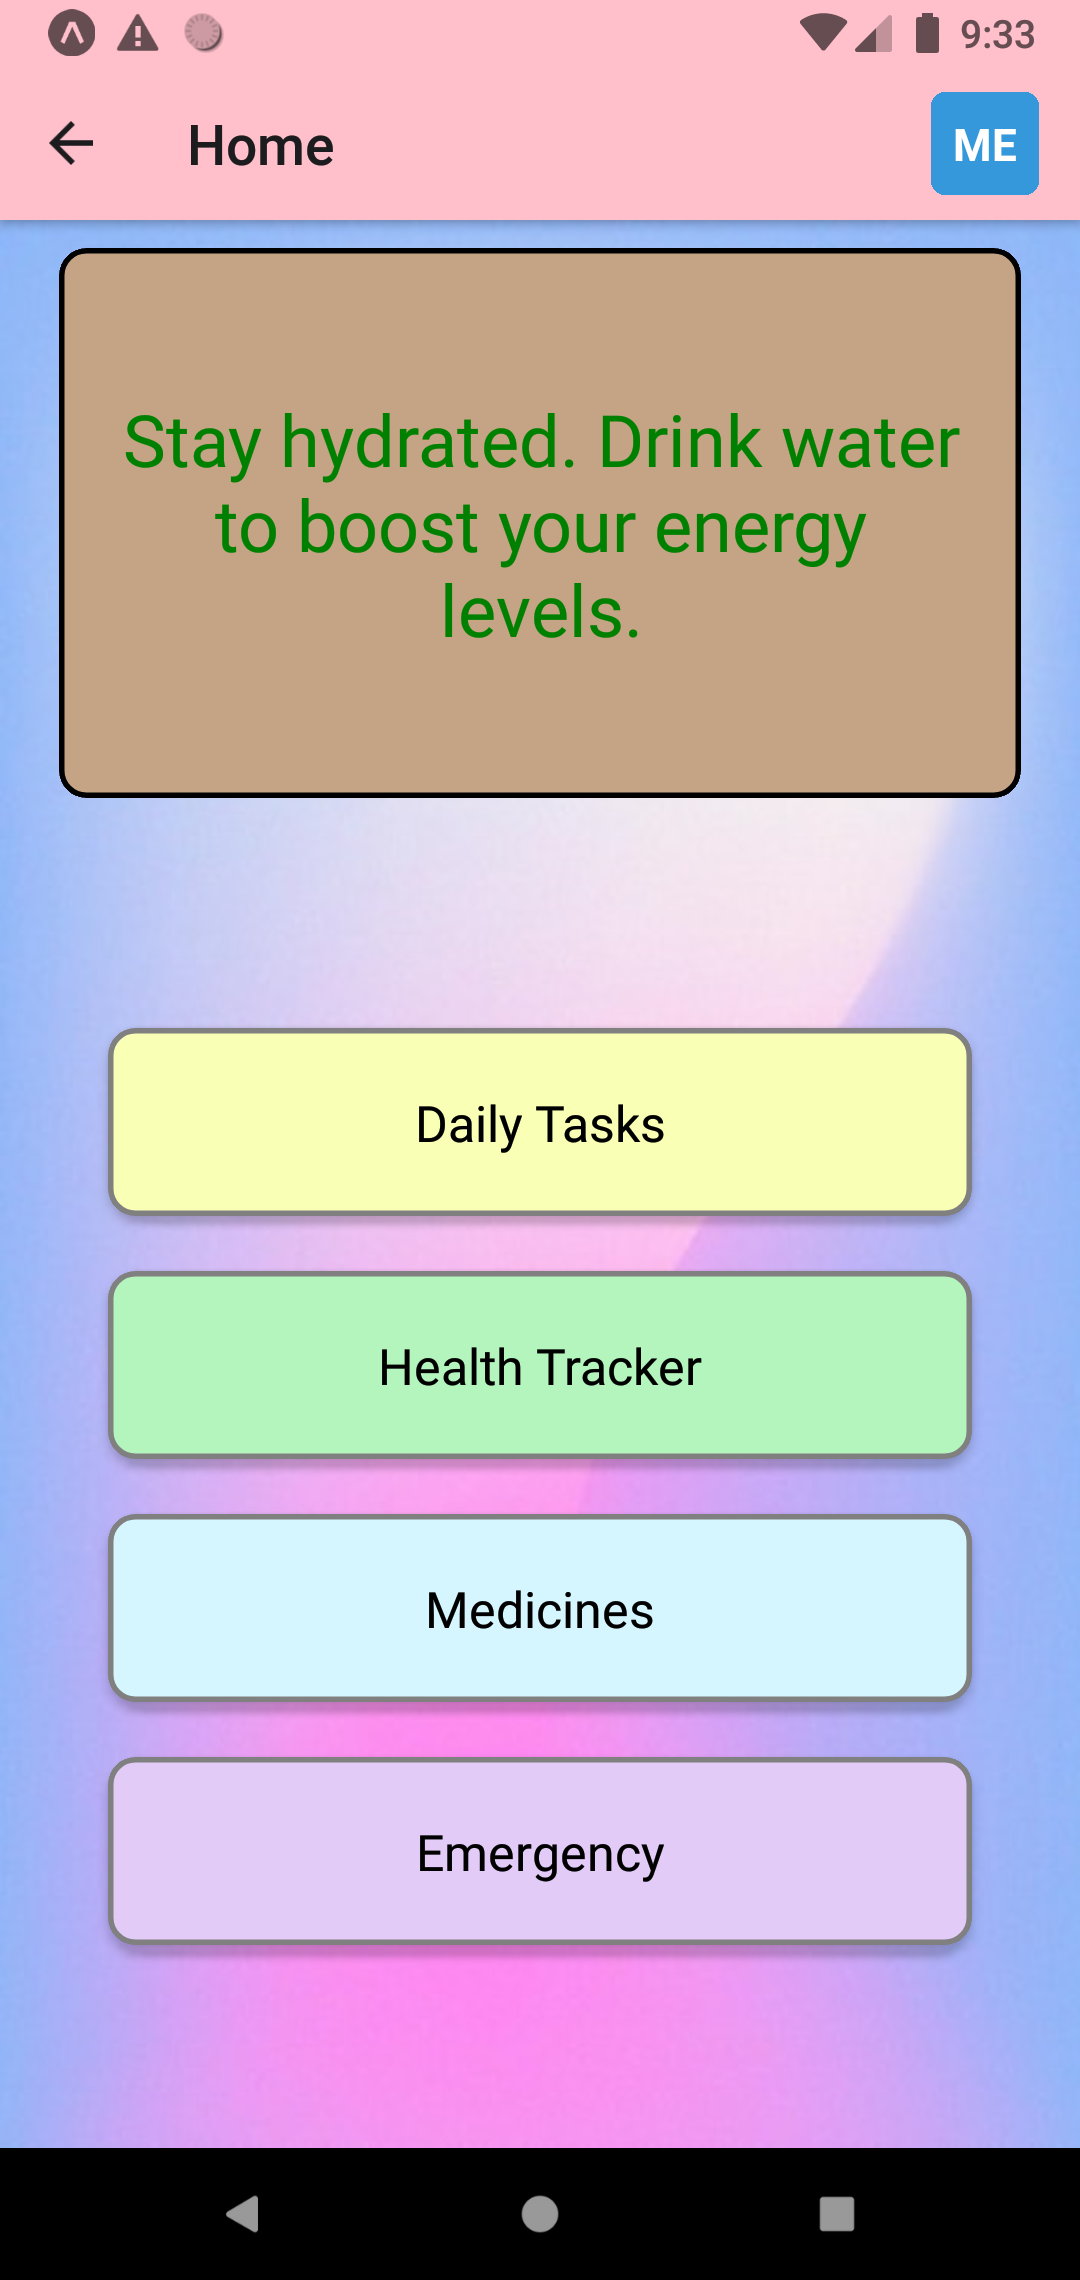 9:33
Home
ME
Stay hydrated. Drink water
to boost your energy
levels.
Daily Tasks
Health Tracker
Medicines
Emergency